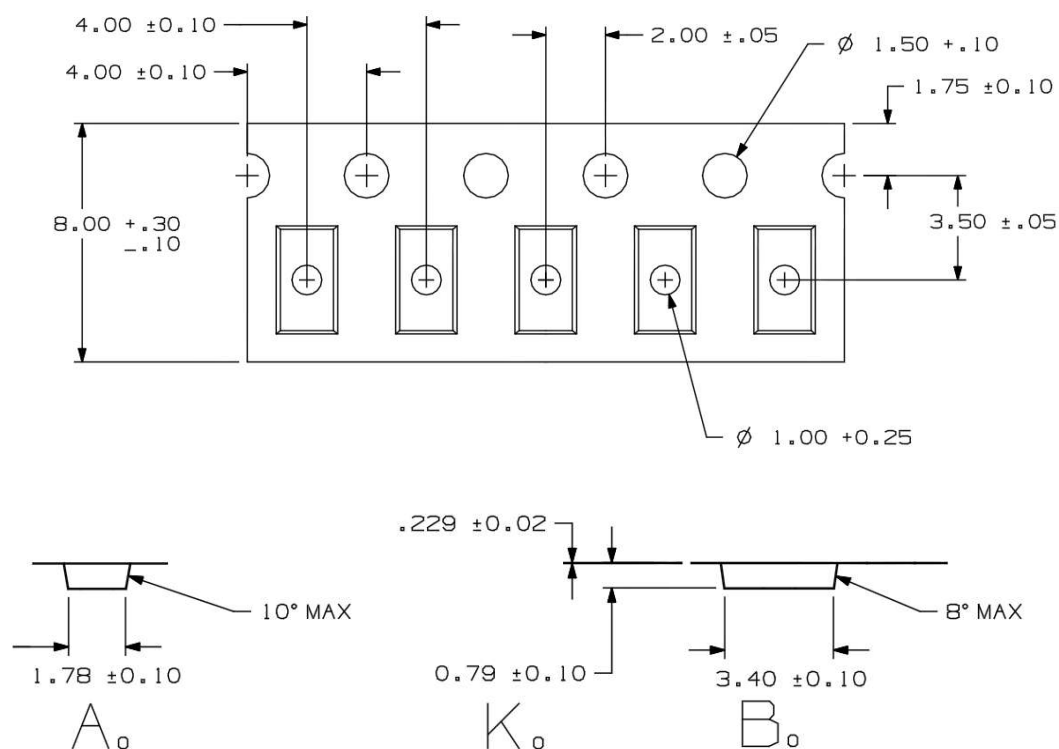 4.00 ±0.10
2.00 ±.05
Ø 1.50 +.10
4.00 ±0.10
1.75 ±0.10
8.00 +.30
-.10
3.50 ±.05
Ø 1.00 +0.25
.229 ±0.02
10° MAX
8° MAX
1.78 ±0.10
0.79 ±0.10
3.40 ±0.10
A₀
K₀
B₀